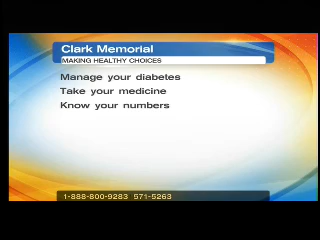 Clark Memorial
MAKING HEALTHY CHOICES
Manage your diabetes
Take your medicine
Know your numbers
1-888-800-9283 571-5263